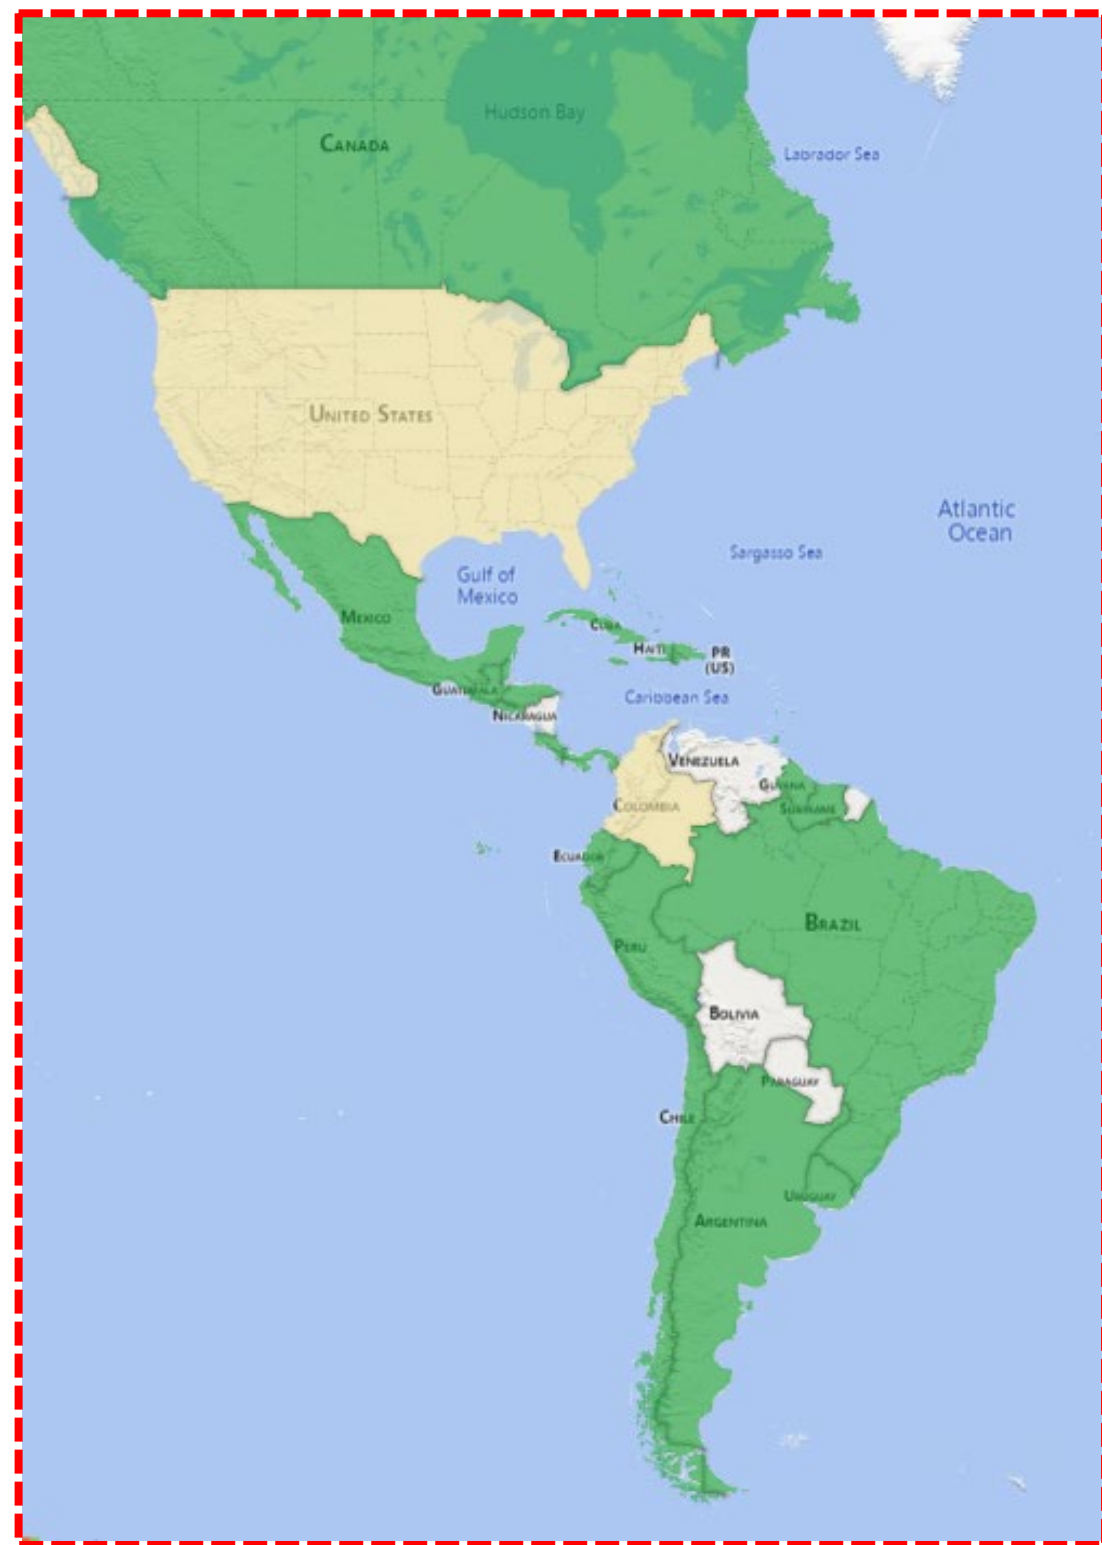 Hudson Bay
CANADA
Labrador Sea
UNITED STATES
Atlantic
Ocean
Sargasso Sea
Gulf of
Mexico
MEXICO
CUBA
HAITI
PR
(US)
GUATEMALA
Caribbean Sea
NICARAGUA
VENEZUELA
GUYANA
COLOMBIA
SURINAME
ECUADOR
BRAZIL
PERU
BOLIVIA
PARAGUAY
CHILE
URUGUAY
ARGENTINA